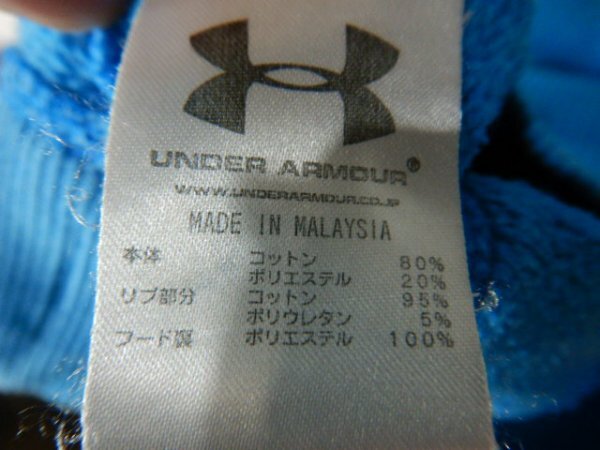 UNDER ARMOUR®
WWW.UNDERARMOUR.CO.JP
MADE IN MALAYSIA
本体 コットン 80%
ポリエステル 20%
リブ部分 コットン 95%
ポリウレタン 5%
フード裏 ポリエステル 100%